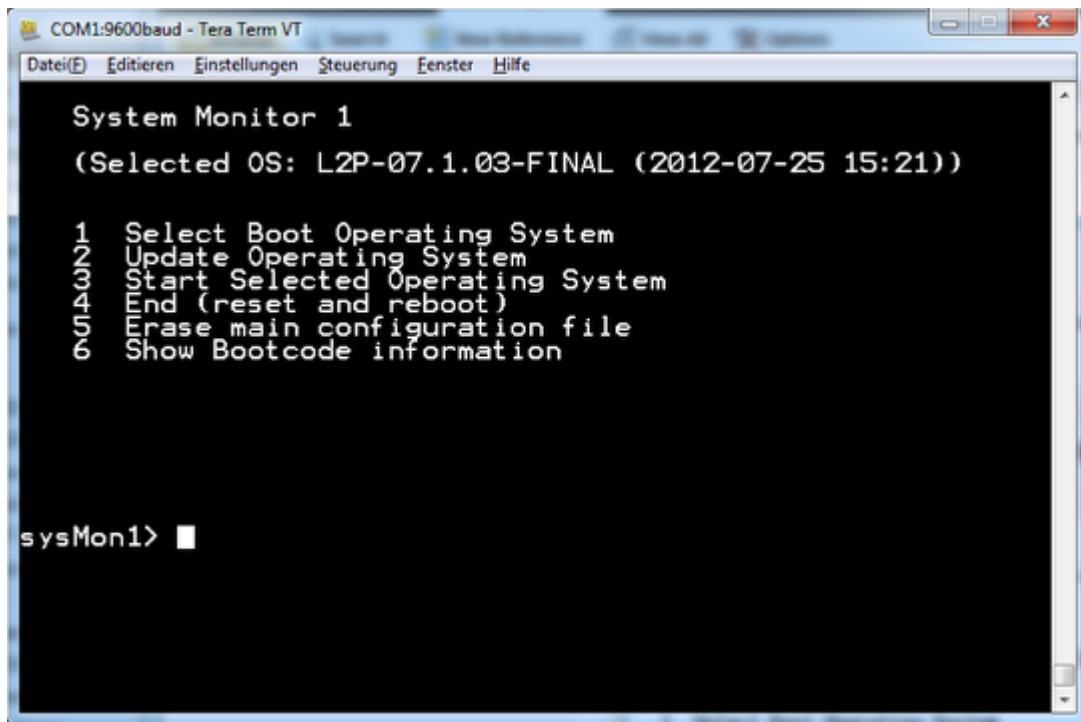 COM1:9600baud - Tera Term VT
Datei(F) Editieren Einstellungen Steuerung Fenster Hilfe
System Monitor 1
(Selected OS: L2P-07.1.03-FINAL (2012-07-25 15:21))
1 Select Boot Operating System
2 Update Operating System
3 Start Selected Operating System
4 End (reset and reboot)
5 Erase main configuration file
6 Show Bootcode information
sysMon1>